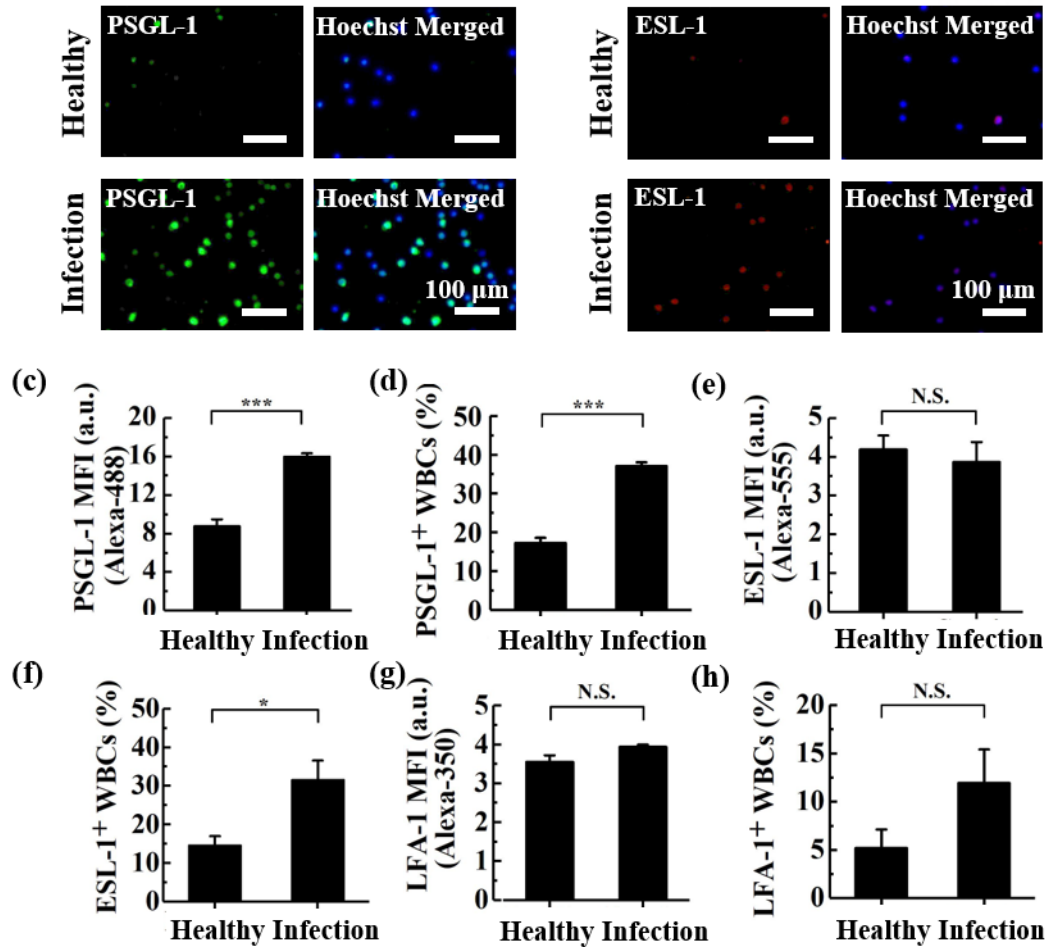 Healthy
PSGL-1
Hoechst Merged
Healthy
ESL-1
Hoechst Merged
Infection
PSGL-1
Hoechst Merged
100 μm
Infection
ESL-1
Hoechst Merged
100 μm
(c)
PSGL-1 MFI (a.u.)
(Alexa-488)
20
16
12
8
4
0
***
Healthy Infection
(d)
PSGL-1+ WBCs (%)
50
40
30
20
10
0
***
Healthy Infection
(e)
ESL-1 MFI (a.u.)
(Alexa-555)
5
4
3
2
1
0
N.S.
Healthy Infection
(f)
ESL-1+ WBCs (%)
50
40
30
20
10
0
*
Healthy Infection
(g)
LFA-1 MFI (a.u.)
(Alexa-350)
5
4
3
2
1
0
N.S.
Healthy Infection
(h)
LFA-1+ WBCs (%)
20
15
10
5
0
N.S.
Healthy Infection